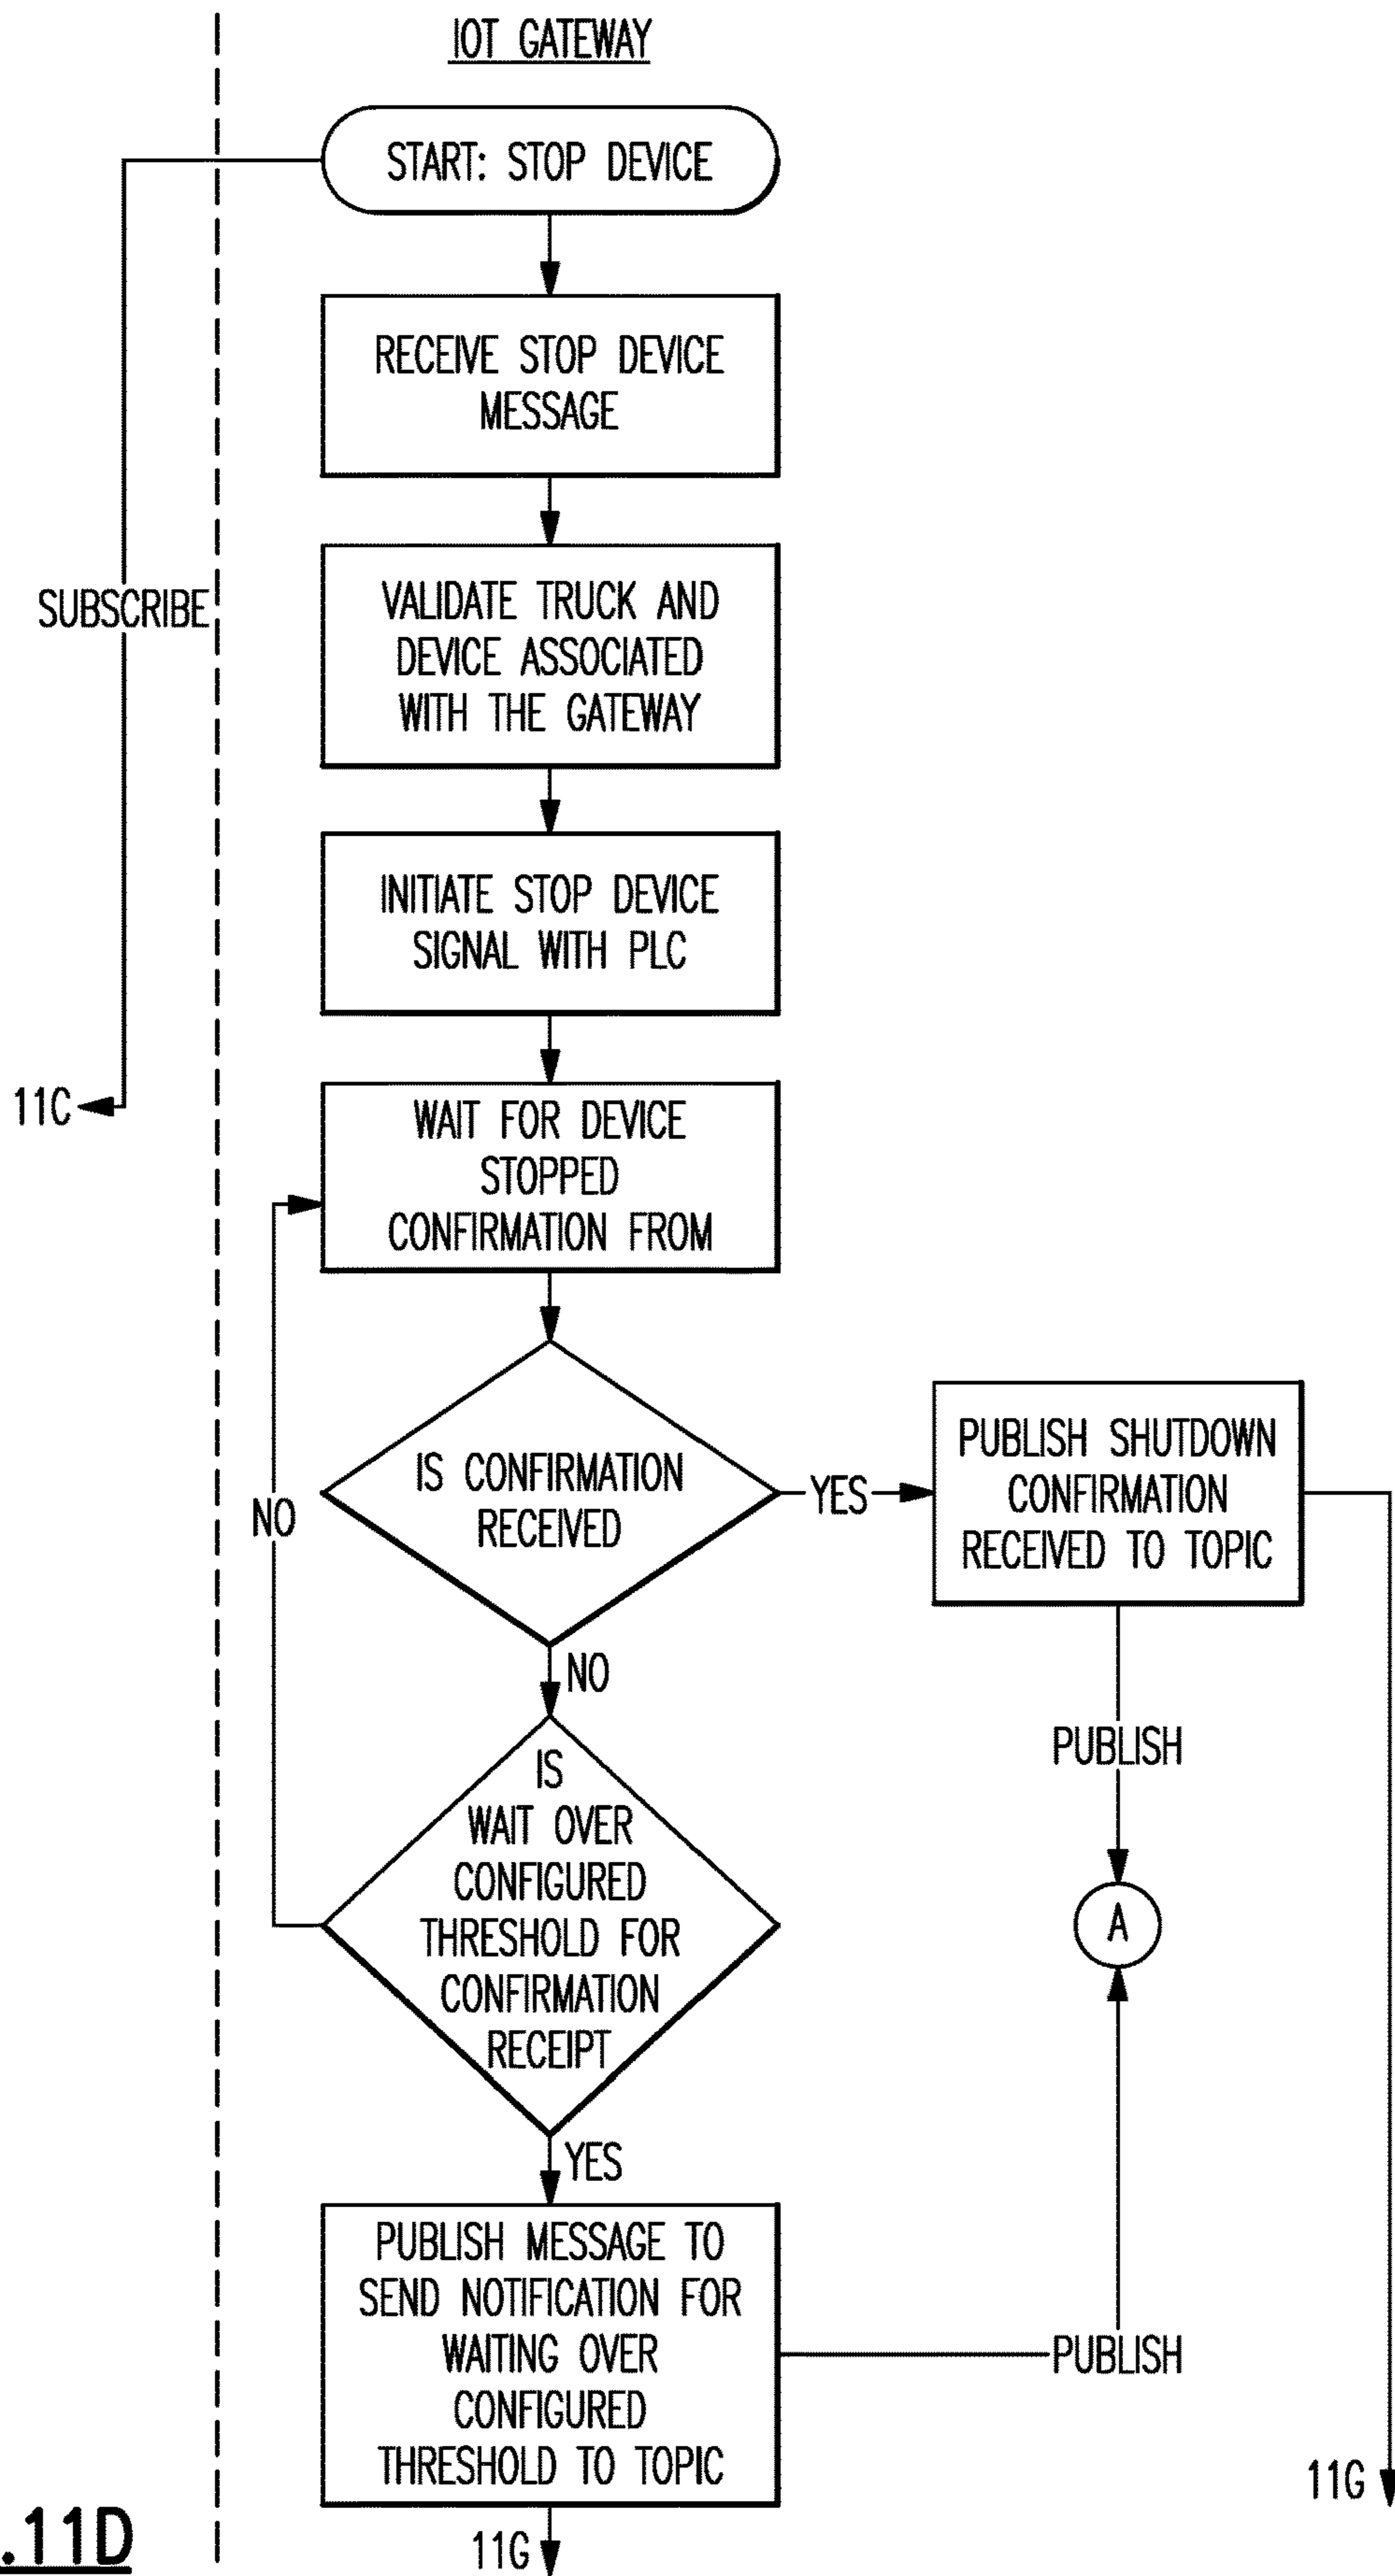 IOT GATEWAY
START: STOP DEVICE
RECEIVE STOP DEVICE
MESSAGE
VALIDATE TRUCK AND
DEVICE ASSOCIATED
WITH THE GATEWAY
SUBSCRIBE
INITIATE STOP DEVICE
SIGNAL WITH PLC
11C
WAIT FOR DEVICE
STOPPED
CONFIRMATION FROM
IS CONFIRMATION
RECEIVED
YES
PUBLISH SHUTDOWN
CONFIRMATION
RECEIVED TO TOPIC
NO
NO
PUBLISH
IS
WAIT OVER
CONFIGURED
THRESHOLD FOR
CONFIRMATION
RECEIPT
A
YES
PUBLISH MESSAGE TO
SEND NOTIFICATION FOR
WAITING OVER
CONFIGURED
THRESHOLD TO TOPIC
PUBLISH
11G
11G
.11D